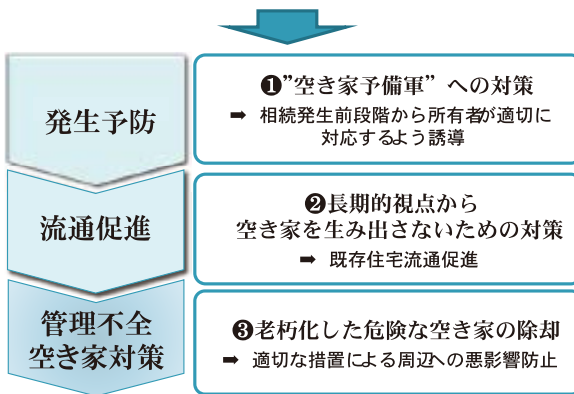 発生予防
❶”空き家予備軍”への対策
➡ 相続発生前段階から所有者が適切に
対応するよう誘導
流通促進
❷長期的視点から
空き家を生み出さないための対策
➡ 既存住宅流通促進
管理不全
空き家対策
❸老朽化した危険な空き家の除却
➡ 適切な措置による周辺への悪影響防止